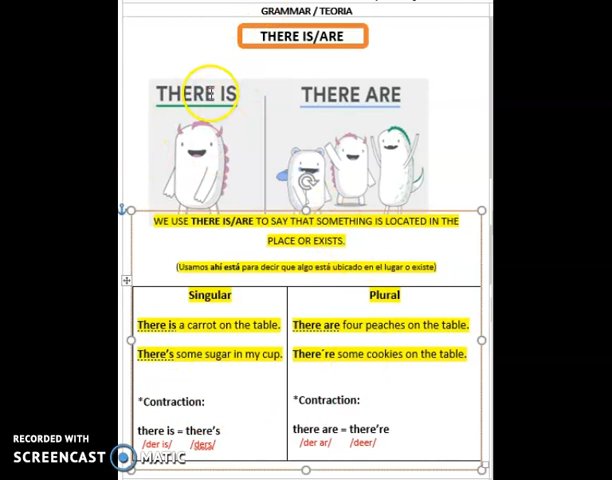 GRAMMAR / TEORIA
THERE IS/ARE
THERE IS
THERE ARE
WE USE THERE IS/ARE TO SAY THAT SOMETHING IS LOCATED IN THE
PLACE OR EXISTS.
(Usamos ahí está para decir que algo está ubicado en el lugar o existe)
Singular
There is a carrot on the table.
There's some sugar in my cup.
*Contraction:
there is = there's
/der is/ /ders/
Plural
There are four peaches on the table.
There´re some cookies on the table.
*Contraction:
there are = there're
/der ar/ /deer/
RECORDED WITH
SCREENCAST MATIC